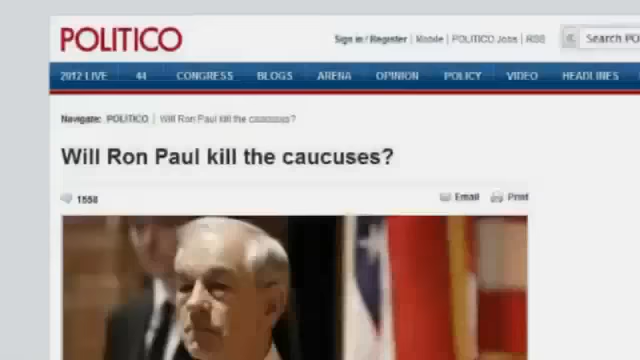 POLITICO
Sign in / Register | Mobile | POLITICO Jobs | RSS
Search PO
2012 LIVE 44 CONGRESS BLOGS ARENA OPINION POLICY VIDEO HEADLINES
Navigate: POLITICO | Will Ron Paul kill the caucuses?
Will Ron Paul kill the caucuses?
1558
Email Print